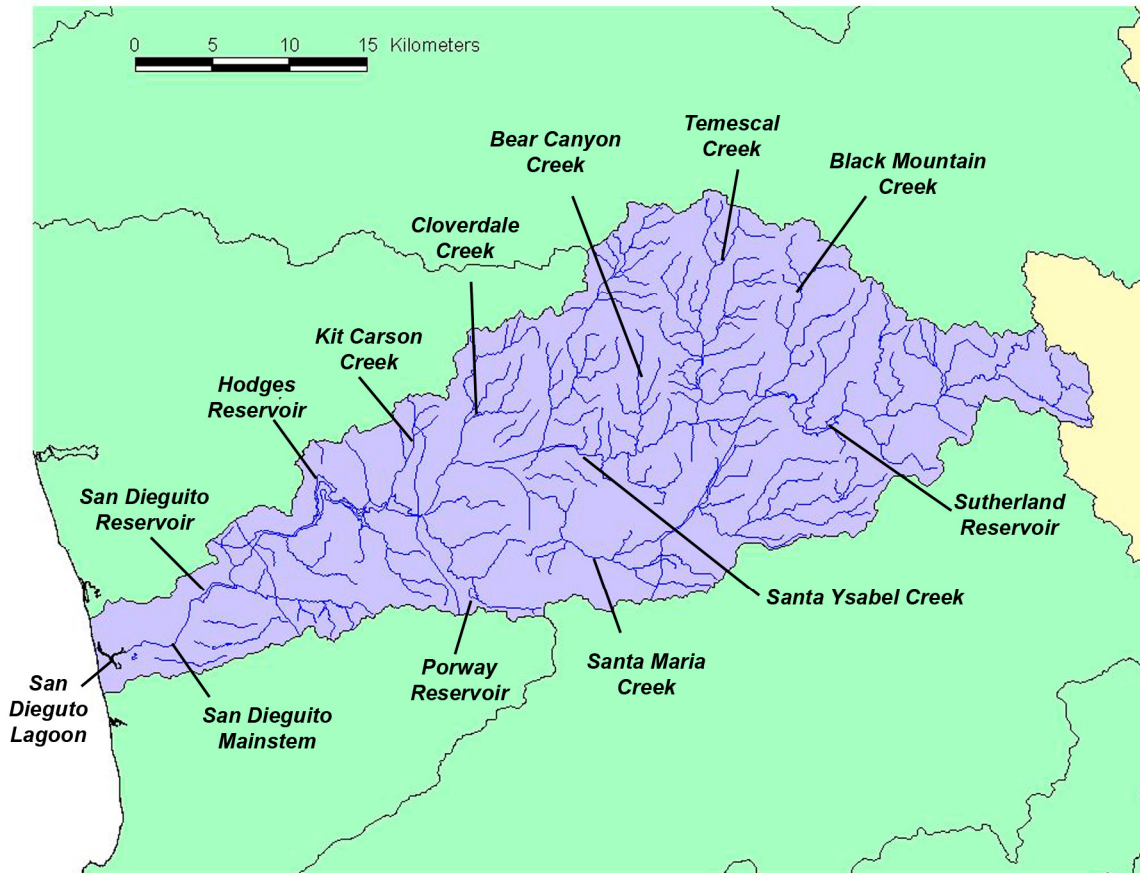 0 5 10 15 Kilometers
Temescal
Creek
Bear Canyon
Creek
Black Mountain
Creek
Cloverdale
Creek
Kit Carson
Creek
Hodges
Reservoir
San Dieguito
Reservoir
Sutherland
Reservoir
Santa Ysabel Creek
Santa Maria
Creek
Porway
Reservoir
San
Dieguto
Lagoon
San Dieguito
Mainstem